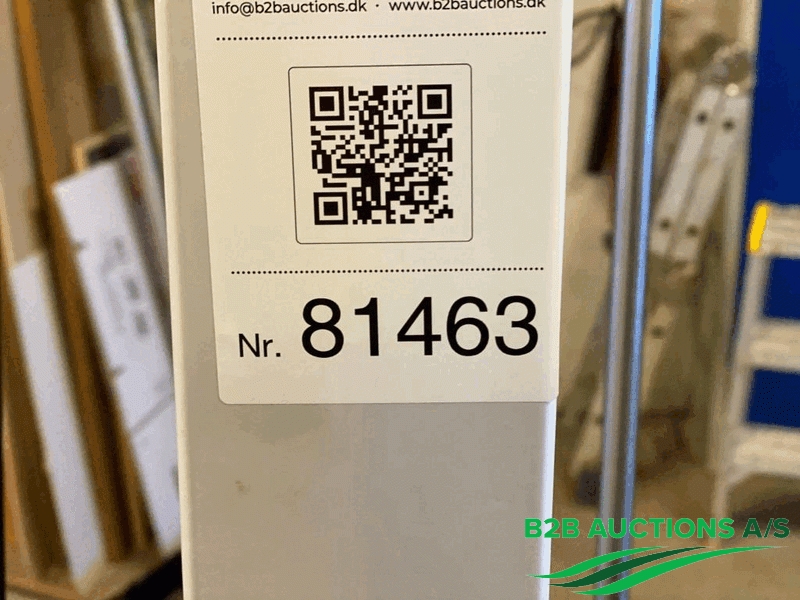 info@b2bauctions.dk · www.b2bauctions.dk
Nr. 81463
B2B AUCTIONS A/S